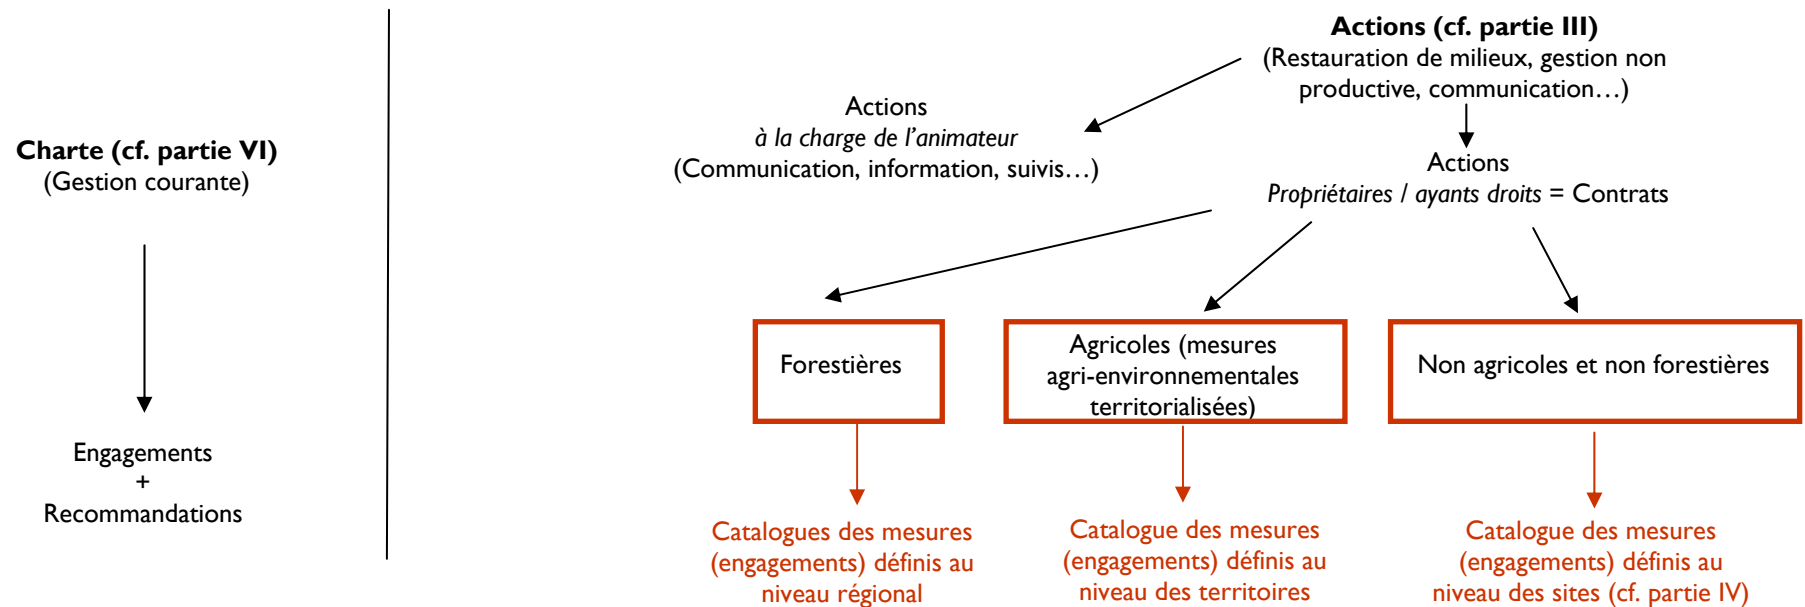 Charte (cf. partie VI)
(Gestion courante)
Engagements
+
Recommandations
Actions (cf. partie III)
(Restauration de milieux, gestion non
productive, communication…)
Actions
à la charge de l’animateur
(Communication, information, suivis…)
Actions
Propriétaires / ayants droits = Contrats
Forestières
Agricoles (mesures
agri-environnementales
territorialisées)
Non agricoles et non forestières
Catalogues des mesures
(engagements) définis au
niveau régional
Catalogue des mesures
(engagements) définis au
niveau des territoires
Catalogue des mesures
(engagements) définis au
niveau des sites (cf. partie IV)